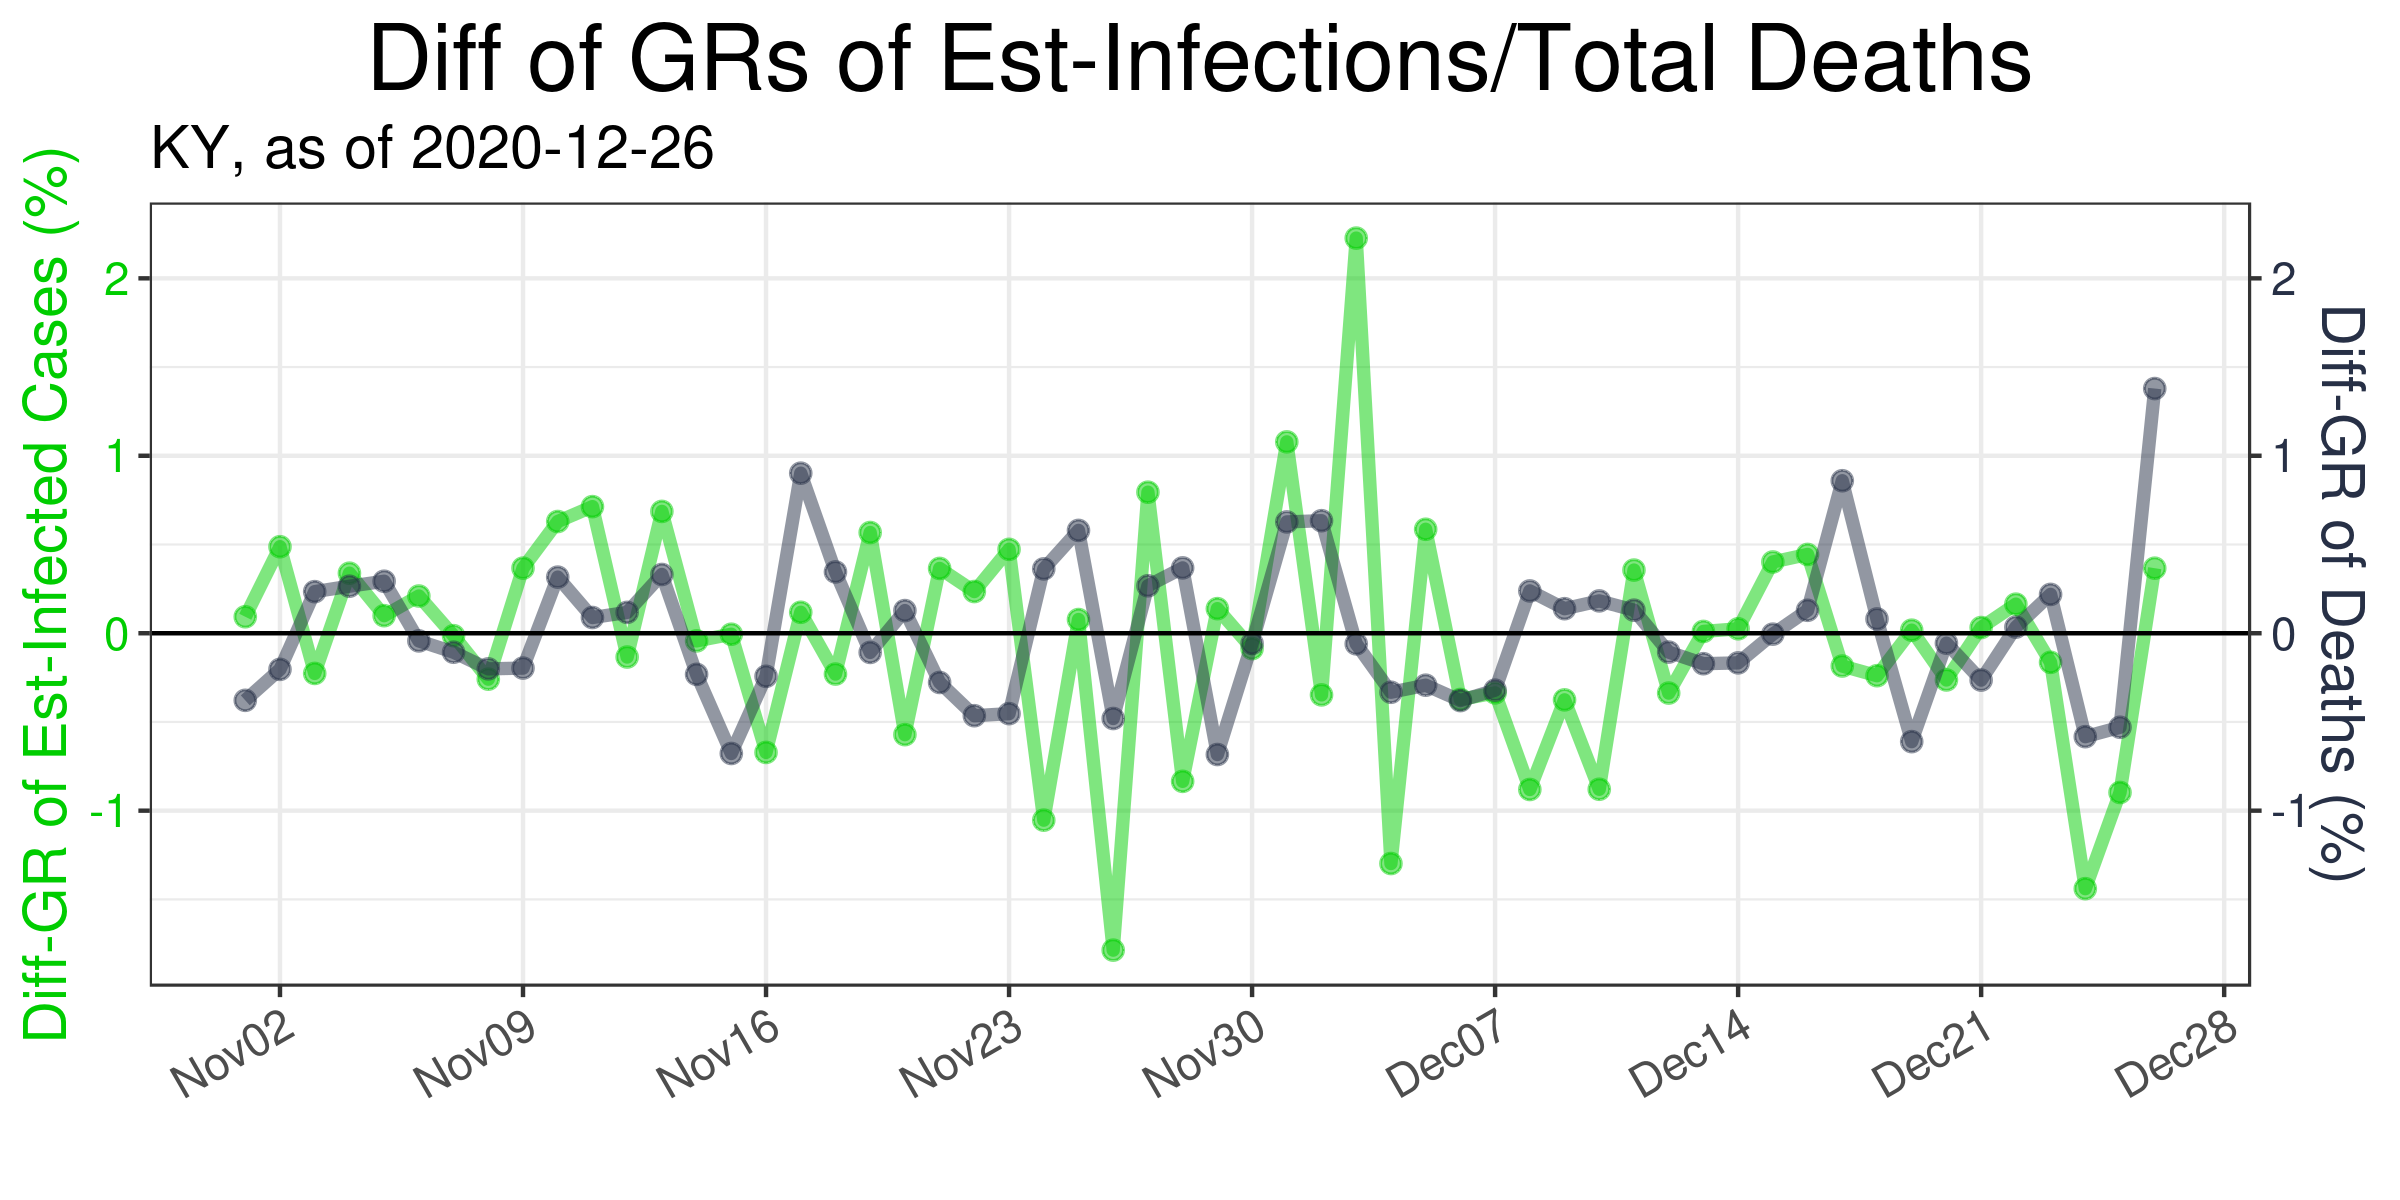 Diff of GRs of Est-Infections/Total Deaths
KY, as of 2020-12-26
Diff-GR of Est-Infected Cases (%)
2
1
0
-1
2
1
0
-1
Diff-GR of Deaths (%)
Nov02
Nov09
Nov16
Nov23
Nov30
Dec07
Dec14
Dec21
Dec28